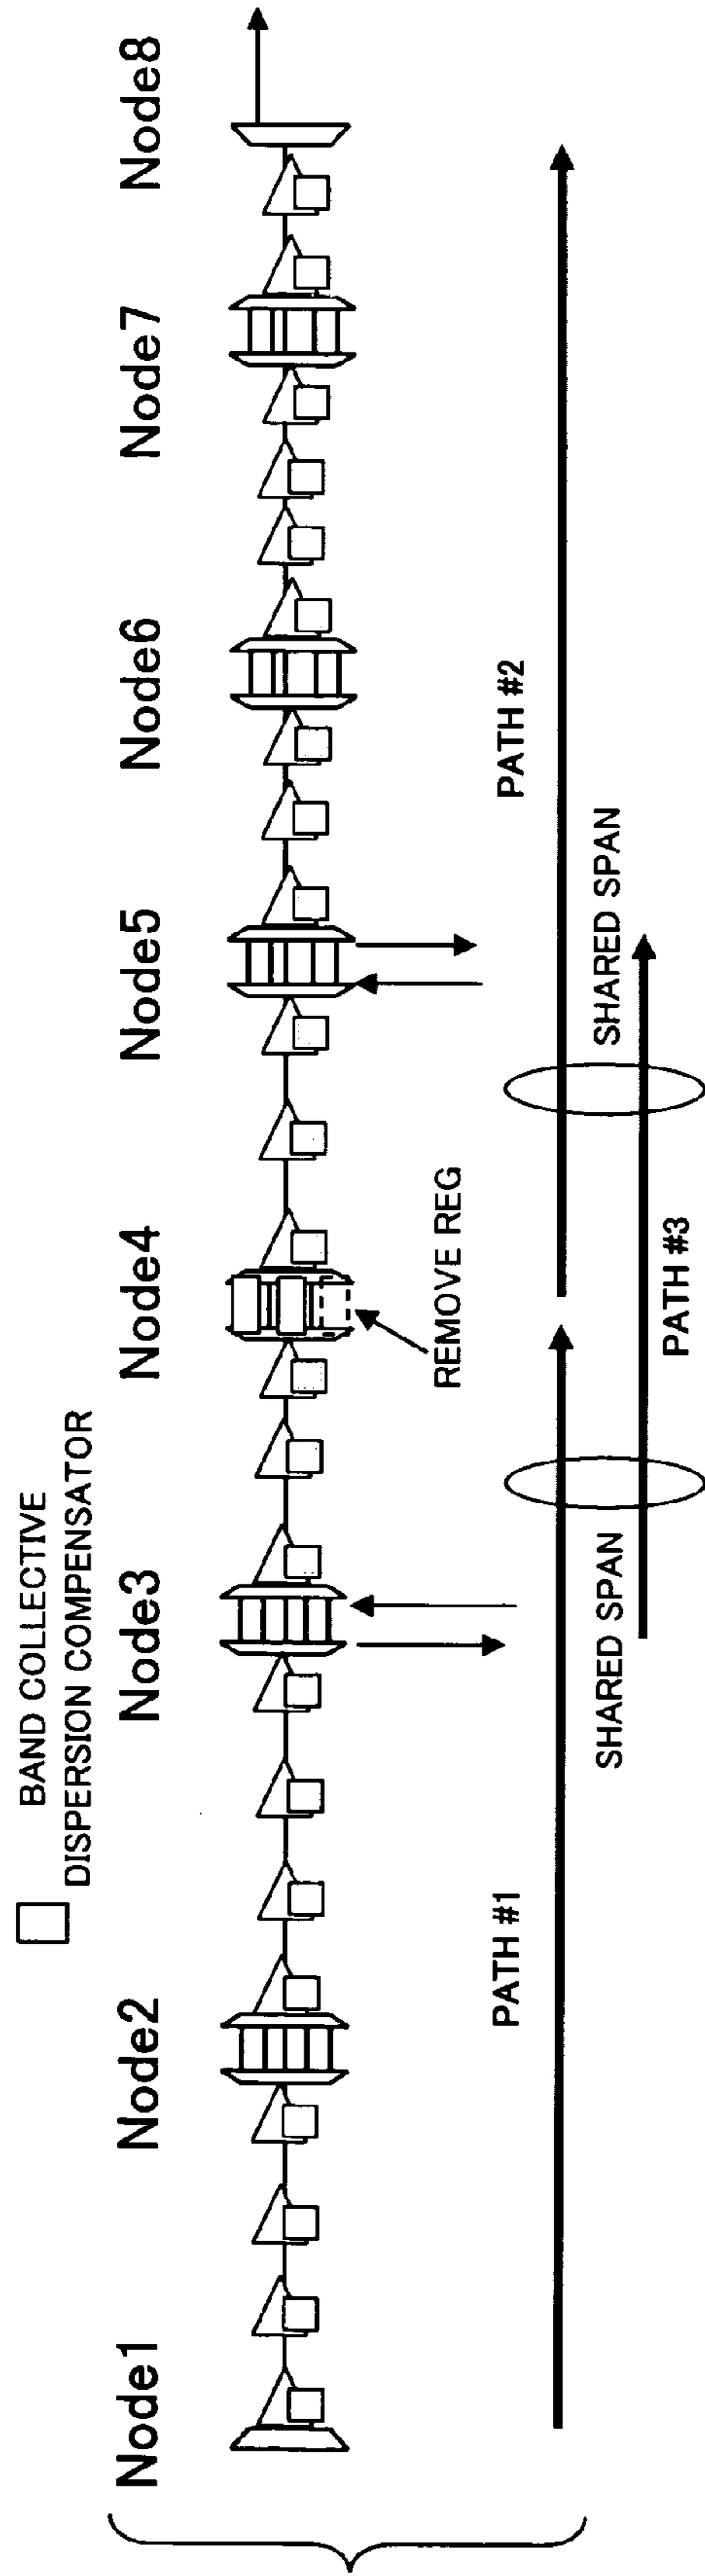 BAND COLLECTIVE
DISPERSION COMPENSATOR
Node1
Node2
Node3
Node4
Node5
Node6
Node7
Node8
REMOVE REG
PATH #1
PATH #2
SHARED SPAN
SHARED SPAN
PATH #3